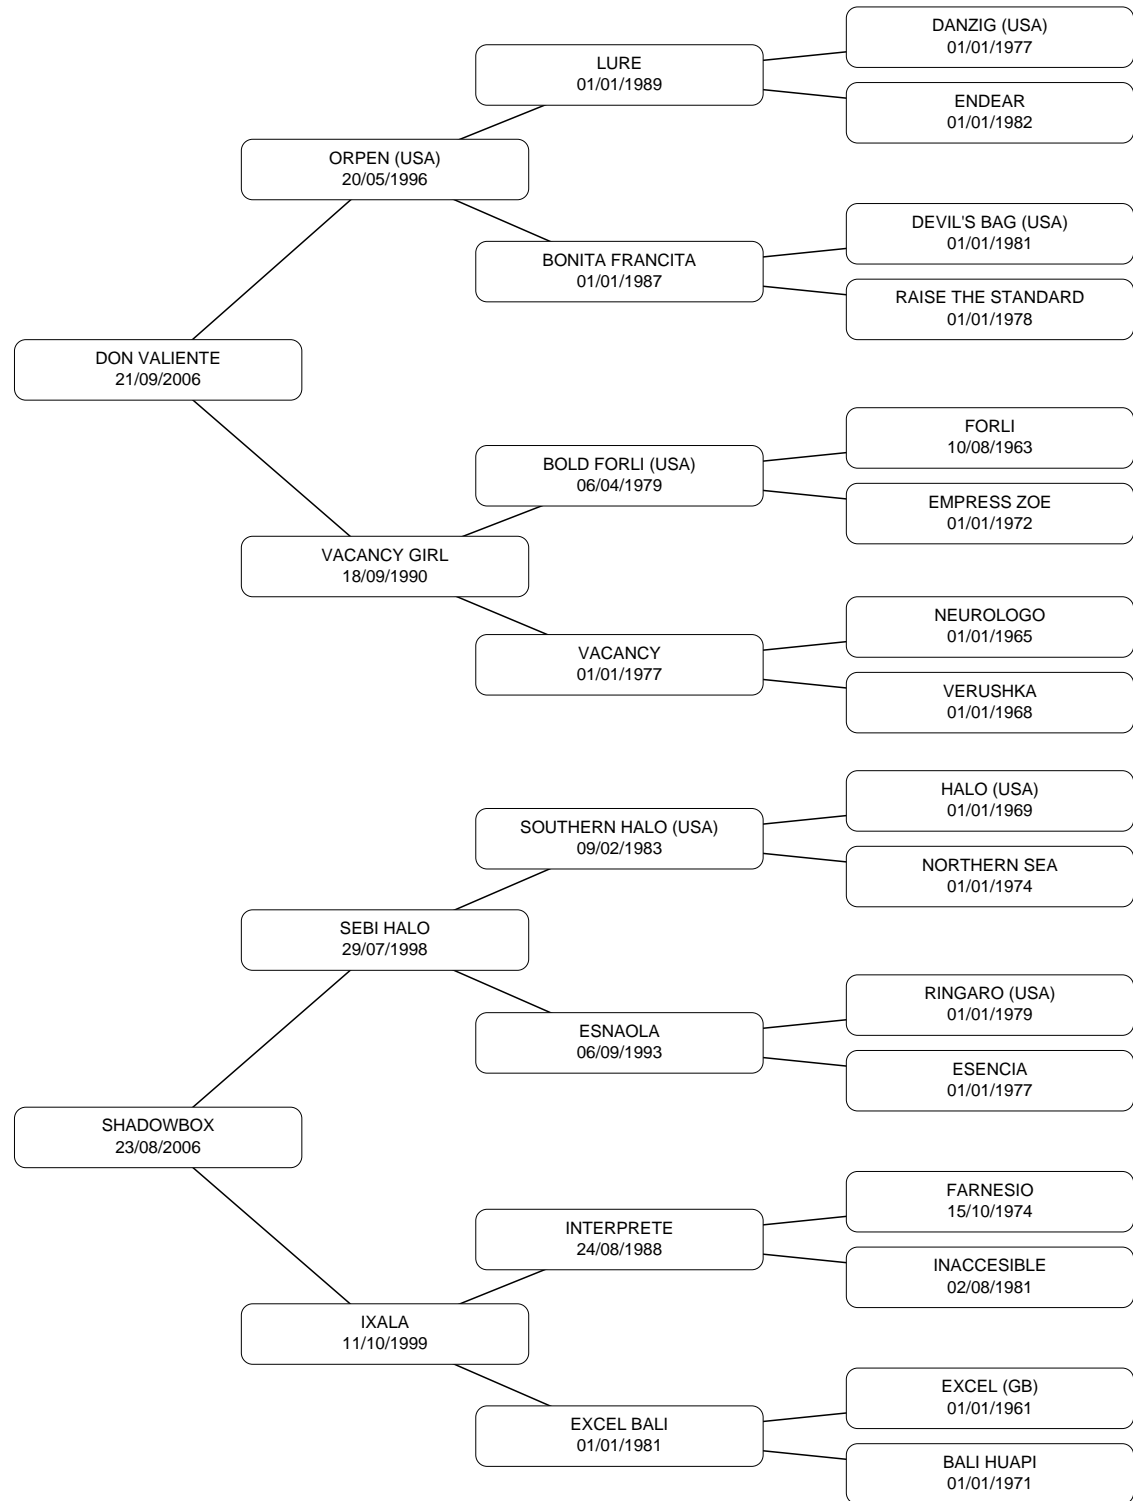 DANZIG (USA)
01/01/1977
LURE
01/01/1989
ENDEAR
01/01/1982
ORPEN (USA)
20/05/1996
DEVIL'S BAG (USA)
01/01/1981
BONITA FRANCITA
01/01/1987
RAISE THE STANDARD
01/01/1978
DON VALIENTE
21/09/2006
FORLI
10/08/1963
BOLD FORLI (USA)
06/04/1979
EMPRESS ZOE
01/01/1972
VACANCY GIRL
18/09/1990
NEUROLOGO
01/01/1965
VACANCY
01/01/1977
VERUSHKA
01/01/1968
HALO (USA)
01/01/1969
SOUTHERN HALO (USA)
09/02/1983
NORTHERN SEA
01/01/1974
SEBI HALO
29/07/1998
RINGARO (USA)
01/01/1979
ESNAOLA
06/09/1993
ESENCIA
01/01/1977
SHADOWBOX
23/08/2006
FARNESIO
15/10/1974
INTERPRETE
24/08/1988
INACCESIBLE
02/08/1981
IXALA
11/10/1999
EXCEL (GB)
01/01/1961
EXCEL BALI
01/01/1981
BALI HUAPI
01/01/1971